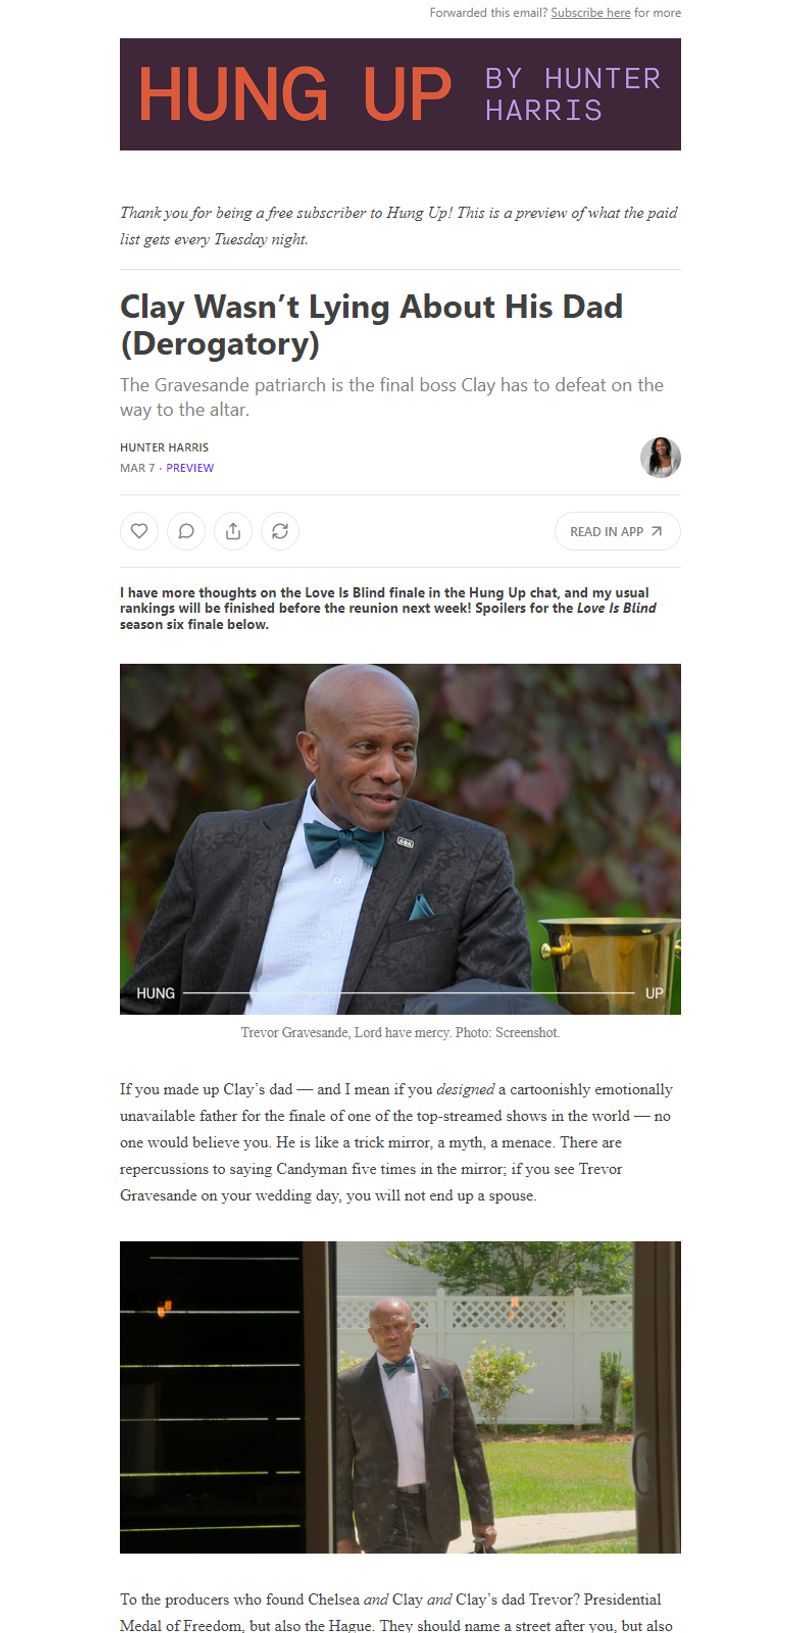 Forwarded this email? Subscribe here for more
HUNG UP
BY HUNTER
HARRIS
Thank you for being a free subscriber to Hung Up! This is a preview of what the paid
list gets every Tuesday night.
Clay Wasn’t Lying About His Dad
(Derogatory)
The Gravesande patriarch is the final boss Clay has to defeat on the
way to the altar.
HUNTER HARRIS
MAR 7 · PREVIEW
READ IN APP
I have more thoughts on the Love Is Blind finale in the Hung Up chat, and my usual
rankings will be finished before the reunion next week! Spoilers for the Love Is Blind
season six finale below.
ΑΦΑ
HUNG UP
Trevor Gravesande, Lord have mercy. Photo: Screenshot.
If you made up Clay’s dad — and I mean if you designed a cartoonishly emotionally
unavailable father for the finale of one of the top-streamed shows in the world — no
one would believe you. He is like a trick mirror, a myth, a menace. There are
repercussions to saying Candyman five times in the mirror; if you see Trevor
Gravesande on your wedding day, you will not end up a spouse.
To the producers who found Chelsea and Clay and Clay’s dad Trevor? Presidential
Medal of Freedom, but also the Hague. They should name a street after you, but also